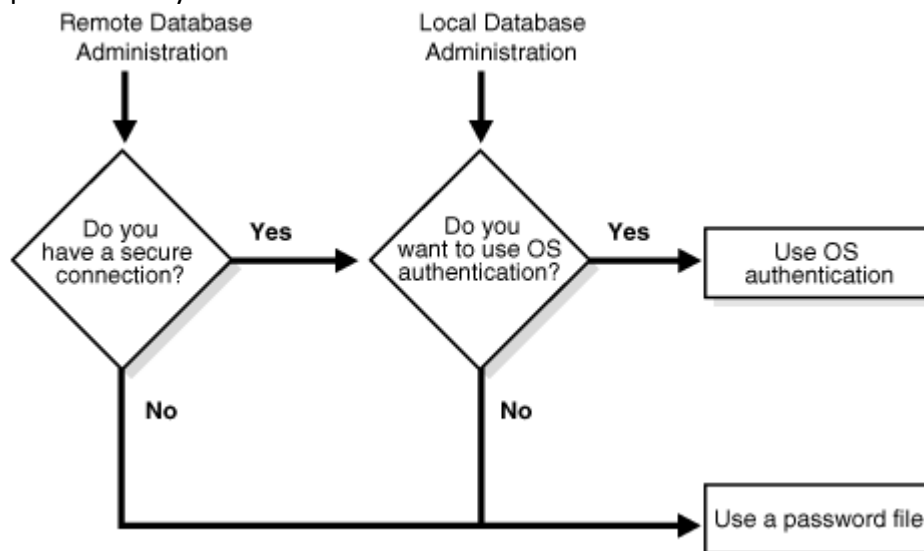 Remote Database
Administration
Local Database
Administration
Do you
have a secure
connection?
Yes
Do you
want to use OS
authentication?
Yes
Use OS
authentication
No
No
Use a password file